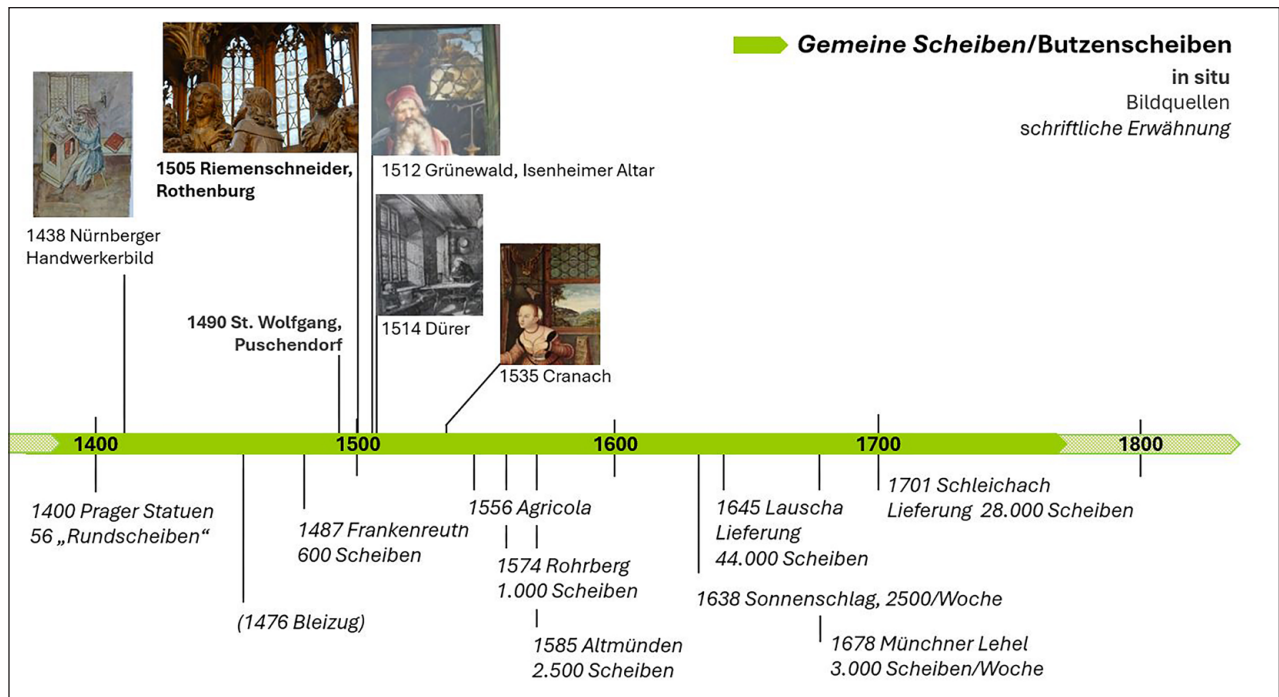 Gemeine Scheiben/Butzenscheiben
in situ
Bildquellen
schriftliche Erwähnung
1505 Riemenschneider,
Rothenburg
1512 Grünewald, Isenheimer Altar
1438 Nürnberger
Handwerkerbild
1490 St. Wolfgang,
Puschendorf
1514 Dürer
1535 Cranach
1400
1500
1600
1700
1800
1400 Prager Statuen
56 „Rundscheiben“
(1476 Bleizug)
1487 Frankenreuth
600 Scheiben
1556 Agricola
1574 Rohrberg
1.000 Scheiben
1585 Altmünden
2.500 Scheiben
1638 Sonnenschlag, 2500/Woche
1645 Lauscha
Lieferung
44.000 Scheiben
1678 Münchner Lehel
3.000 Scheiben/Woche
1701 Schleichach
Lieferung 28.000 Scheiben